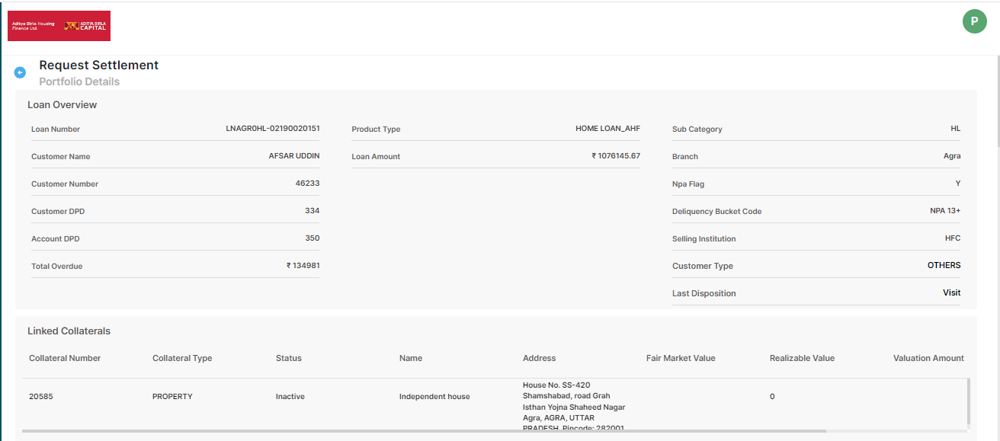 Aditya Birla Housing
Finance Ltd.
ADITYA BIRLA
CAPITAL
P
Request Settlement
Portfolio Details
Loan Overview
Loan Number LNAGR0HL-02190020151
Customer Name AFSAR UDDIN
Customer Number 46233
Customer DPD 334
Account DPD 350
Total Overdue ₹ 134981
Product Type HOME LOAN_AHF
Loan Amount ₹ 1076145.67
Sub Category HL
Branch Agra
Npa Flag Y
Deliquency Bucket Code NPA 13+
Selling Institution HFC
Customer Type OTHERS
Last Disposition Visit
Linked Collaterals
Collateral Number Collateral Type Status Name Address Fair Market Value Realizable Value Valuation Amount
20585 PROPERTY Inactive Independent house
House No. SS-420
Shamshabad, road Grah
Isthan Yojna Shaheed Nagar
Agra, AGRA, UTTAR
PRADESH, Pincode: 282001
0